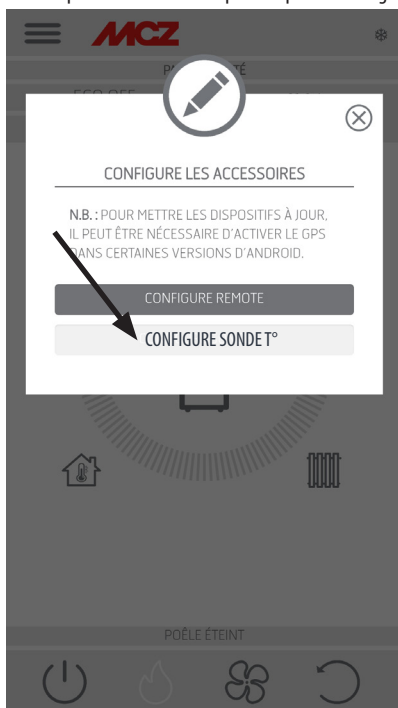 MCZ
CONFIGURE LES ACCESSOIRES
N.B. : POUR METTRE LES DISPOSITIFS À JOUR,
IL PEUT ÊTRE NÉCESSAIRE D'ACTIVER LE GPS
DANS CERTAINES VERSIONS D'ANDROID.
CONFIGURE REMOTE
CONFIGURE SONDE T°
POÊLE ÉTEINT